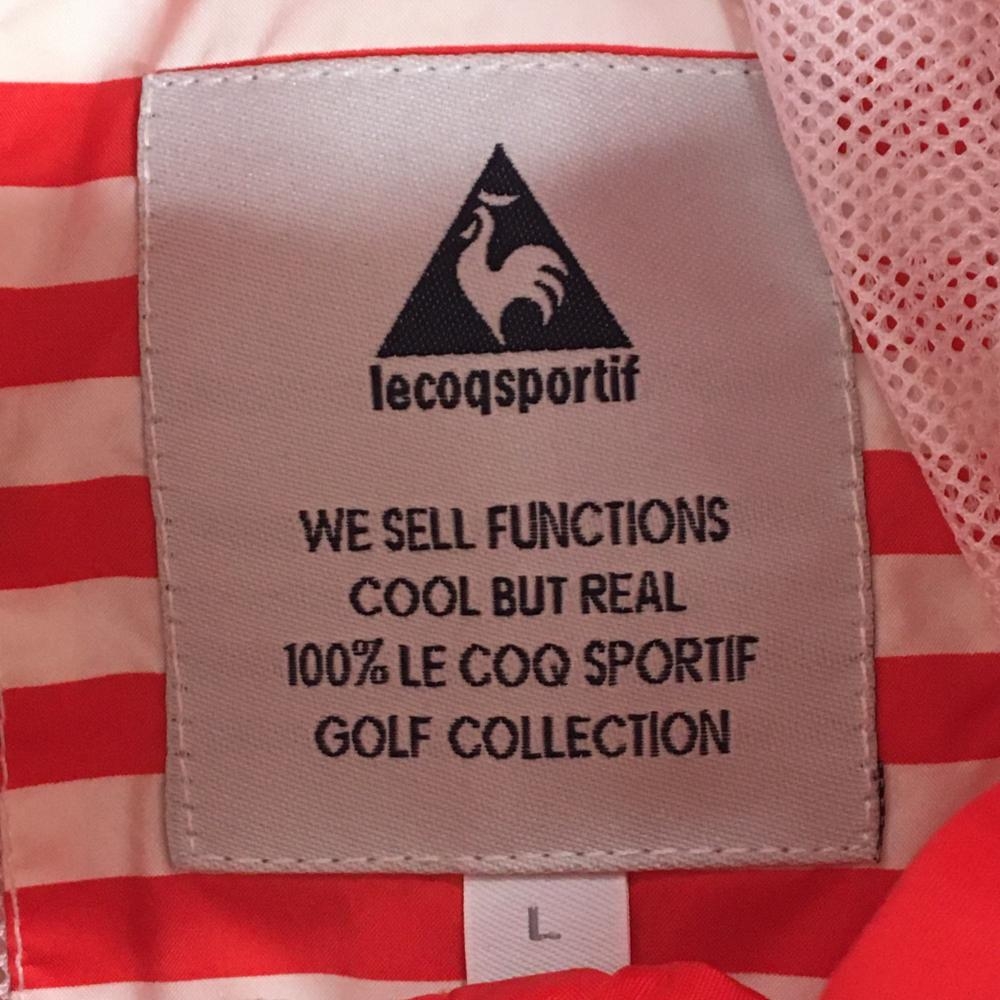 lecoqsportif
WE SELL FUNCTIONS
COOL BUT REAL
100% LE COQ SPORTIF
GOLF COLLECTION
L